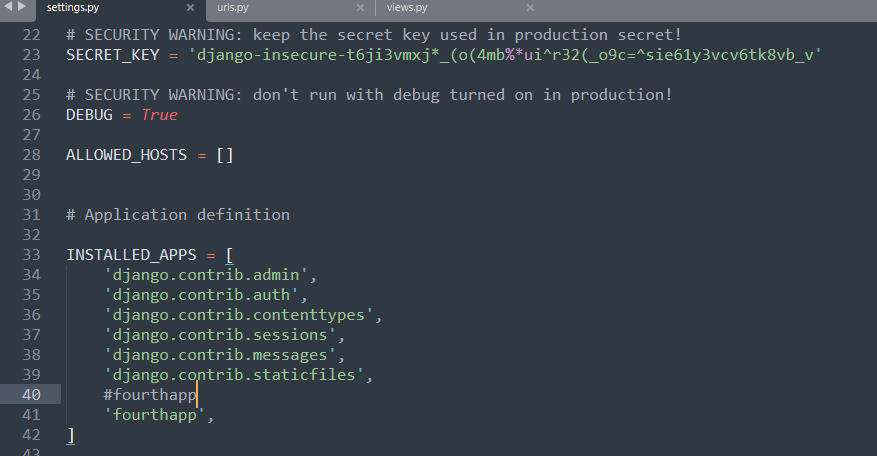 settings.py
urls.py
views.py
22 # SECURITY WARNING: keep the secret key used in production secret!
23 SECRET_KEY = 'django-insecure-t6ji3vmxj*_(o(4mb%*ui^r32(_o9c=^sie61y3vcv6tk8vb_v'
24
25 # SECURITY WARNING: don't run with debug turned on in production!
26 DEBUG = True
27
28 ALLOWED_HOSTS = []
29
30
31 # Application definition
32
33 INSTALLED_APPS = [
34 'django.contrib.admin',
35 'django.contrib.auth',
36 'django.contrib.contenttypes',
37 'django.contrib.sessions',
38 'django.contrib.messages',
39 'django.contrib.staticfiles',
40 #fourthapp
41 'fourthapp',
42 ]
43